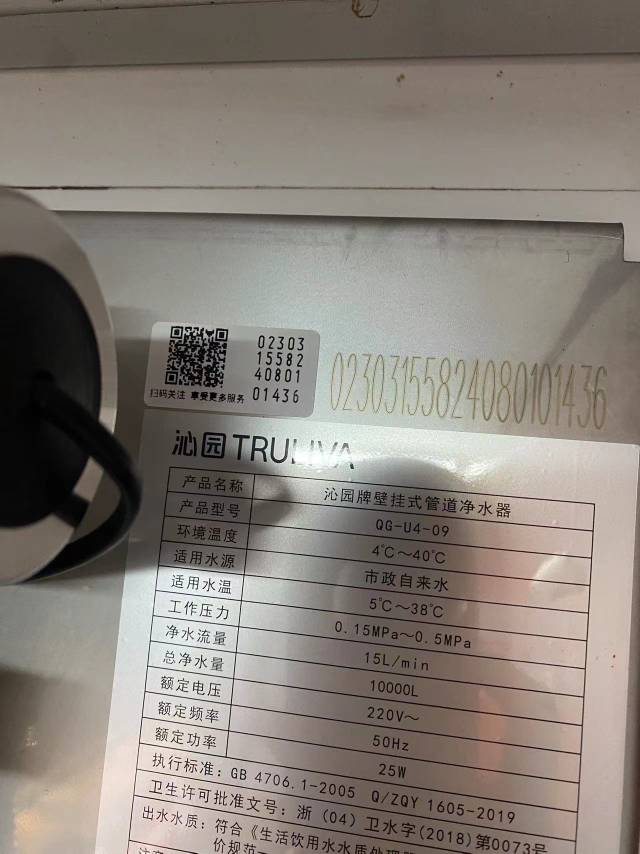 02303
15582
40801
01436
扫码关注 享受更多服务
02303155824080101436
沁园 TRULIVA
产品名称 沁园牌壁挂式管道净水器
产品型号 QG-U4-09
环境温度 4℃～40℃
适用水源 市政自来水
适用水温 5℃～38℃
工作压力 0.15MPa～0.5MPa
净水流量 15L/min
总净水量 10000L
额定电压 220V～
额定频率 50Hz
额定功率 25W
执行标准：GB 4706.1-2005 Q/ZQY 1605-2019
卫生许可批准文号：浙（04）卫水字(2018)第0073号
出水水质：符合《生活饮用水水质处理器
价规范